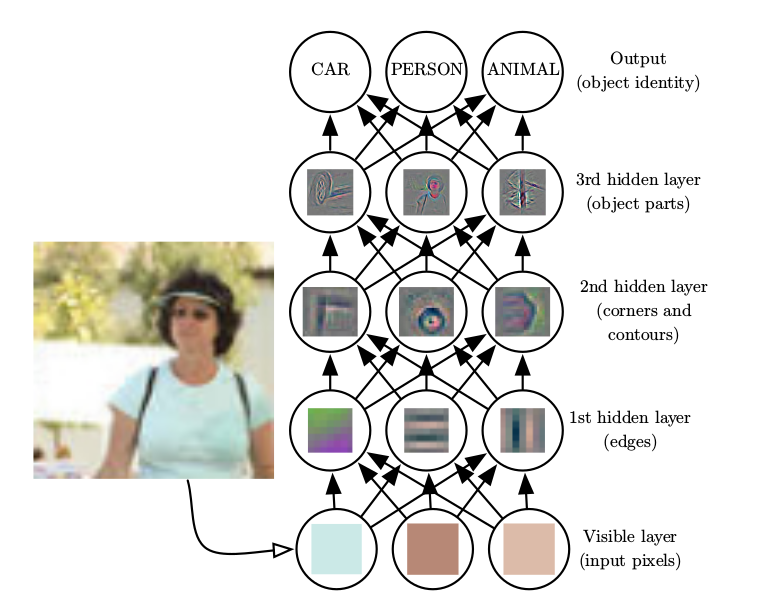 CAR
PERSON
ANIMAL
Output
(object identity)
3rd hidden layer
(object parts)
2nd hidden layer
(corners and
contours)
1st hidden layer
(edges)
Visible layer
(input pixels)